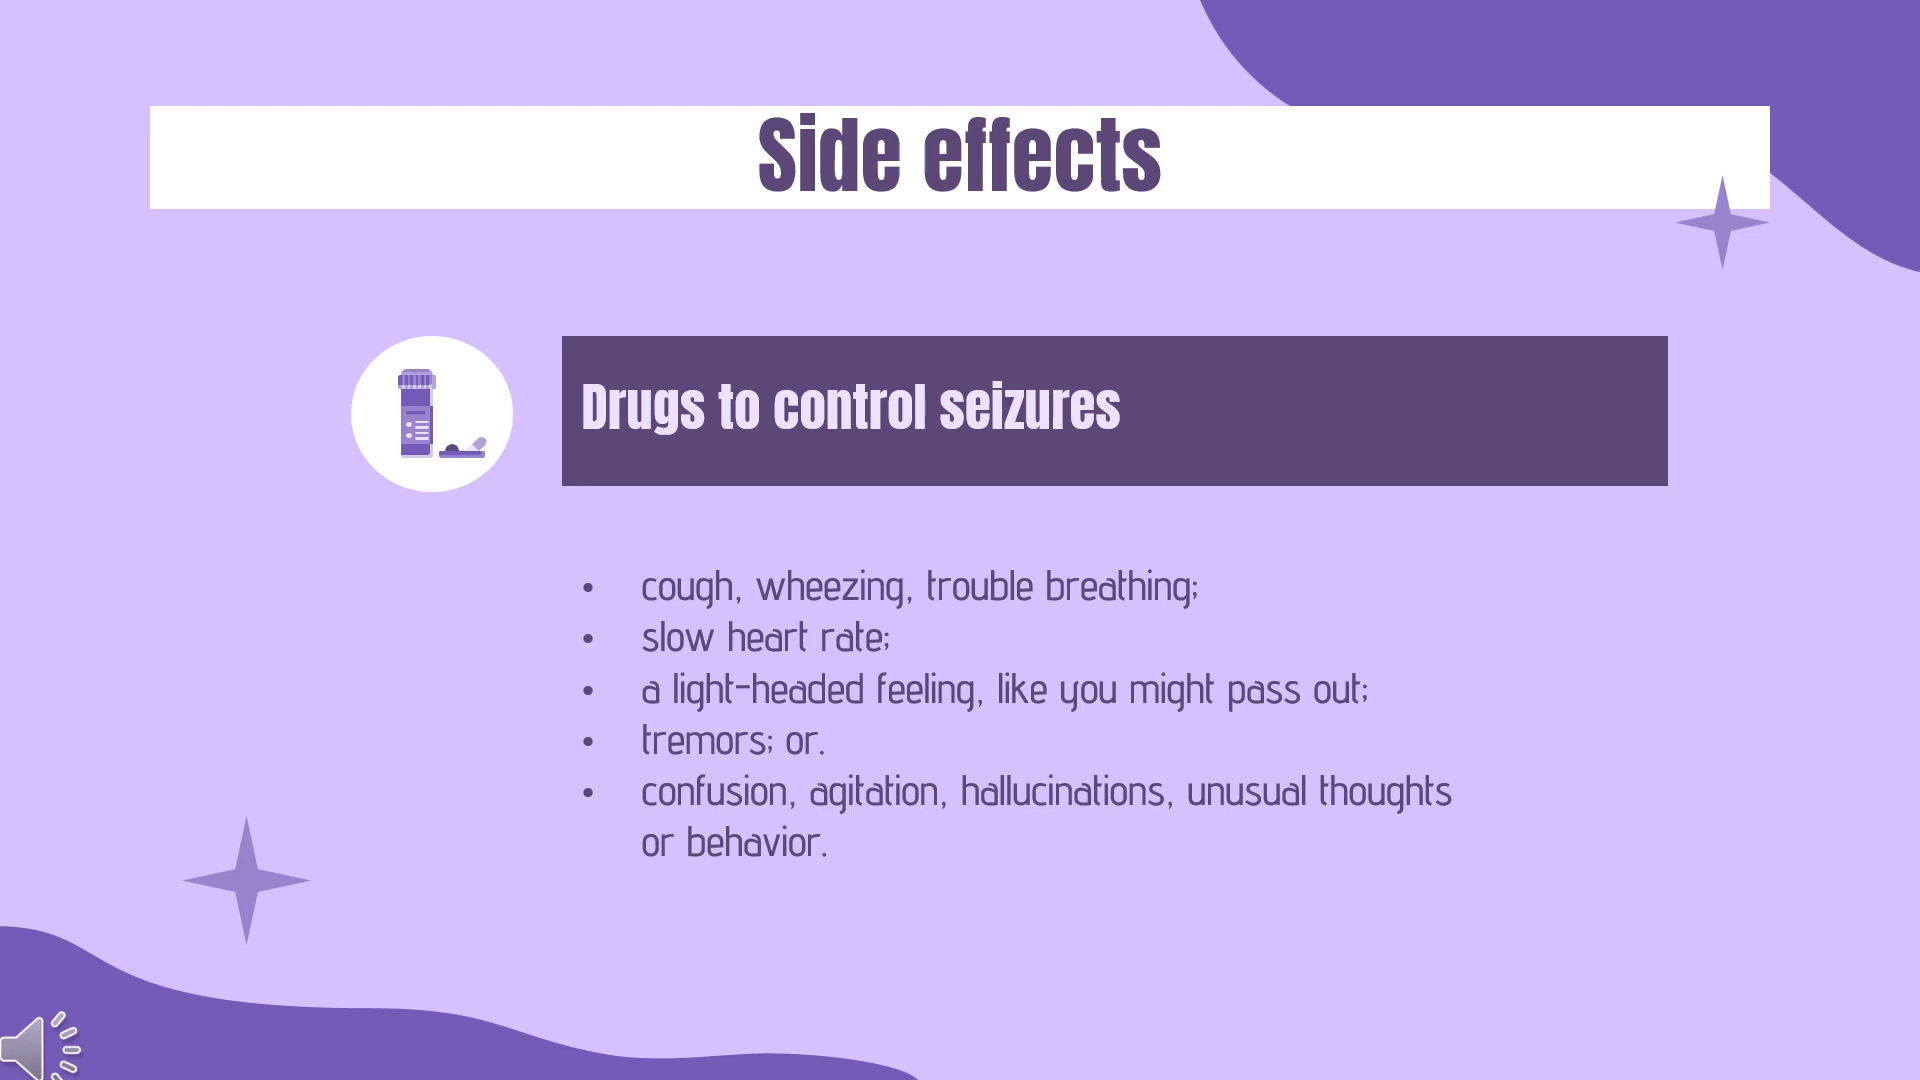 Side effects
Drugs to control seizures
• cough, wheezing, trouble breathing;
• slow heart rate;
• a light-headed feeling, like you might pass out;
• tremors; or.
• confusion, agitation, hallucinations, unusual thoughts
or behavior.